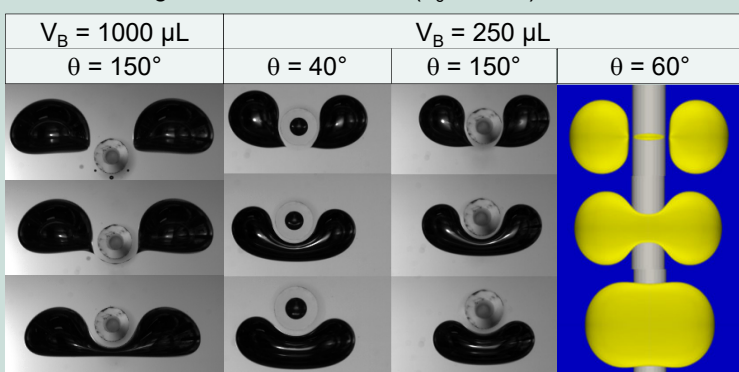 V_B = 1000 µL V_B = 250 µL
θ = 150° θ = 40° θ = 150° θ = 60°